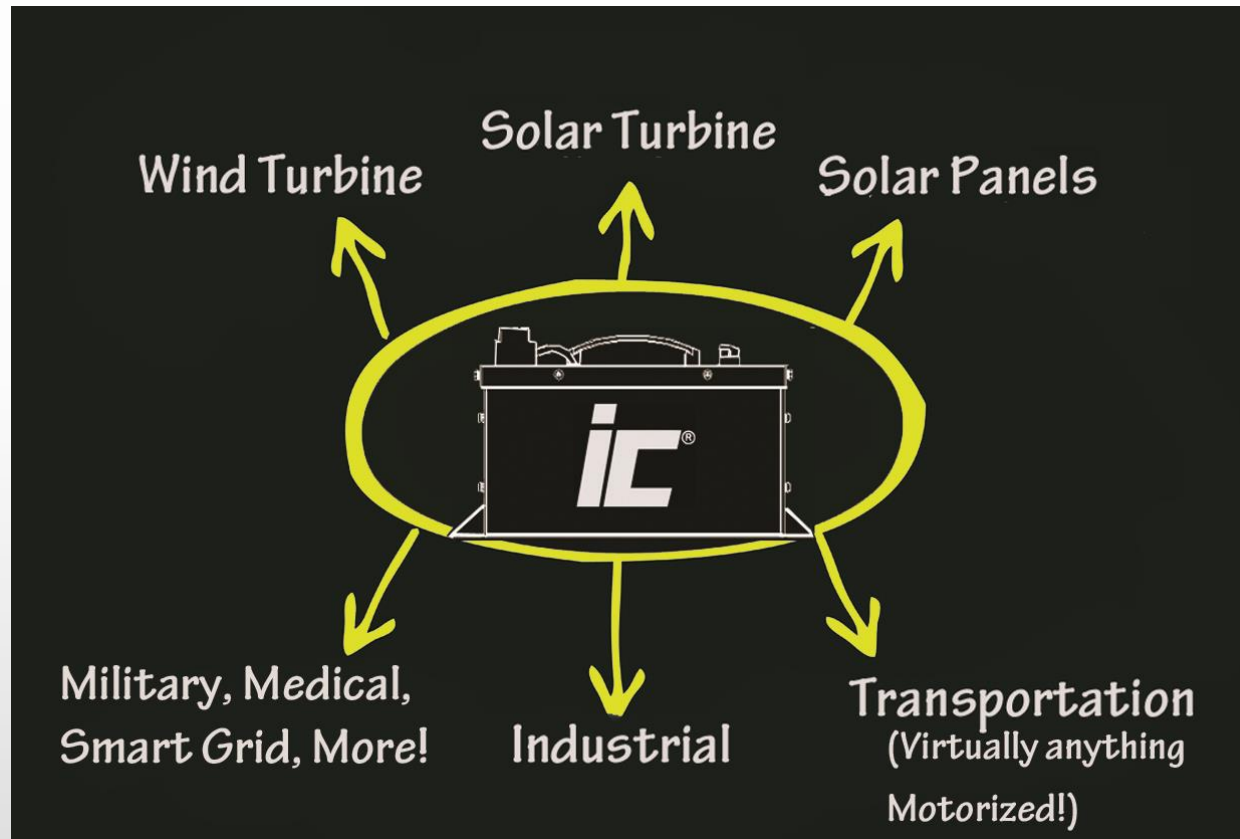 Solar Turbine
Wind Turbine
Solar Panels
ic®
Military, Medical,
Smart Grid, More!
Industrial
Transportation
(Virtually anything
Motorized!)